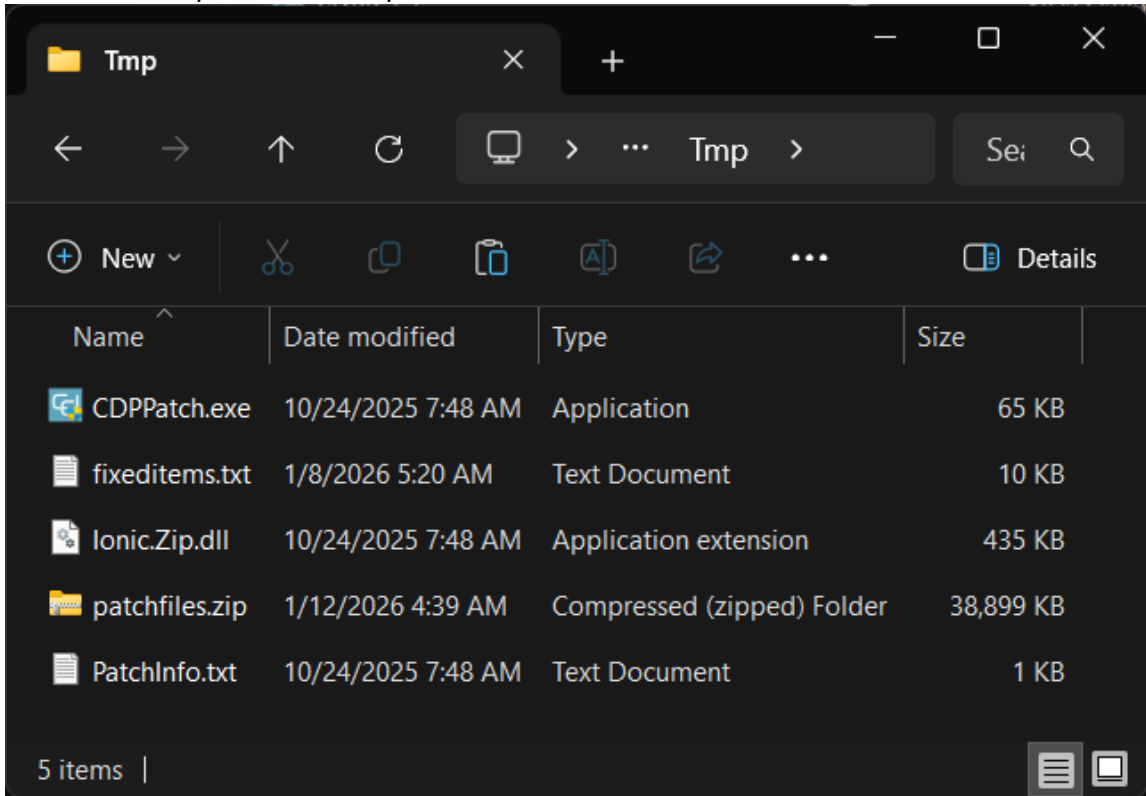 Tmp
Tmp
Sea
New
Details
Name Date modified Type Size
CDPPatch.exe 10/24/2025 7:48 AM Application 65 KB
fixeditems.txt 1/8/2026 5:20 AM Text Document 10 KB
Ionic.Zip.dll 10/24/2025 7:48 AM Application extension 435 KB
patchfiles.zip 1/12/2026 4:39 AM Compressed (zipped) Folder 38,899 KB
PatchInfo.txt 10/24/2025 7:48 AM Text Document 1 KB
5 items